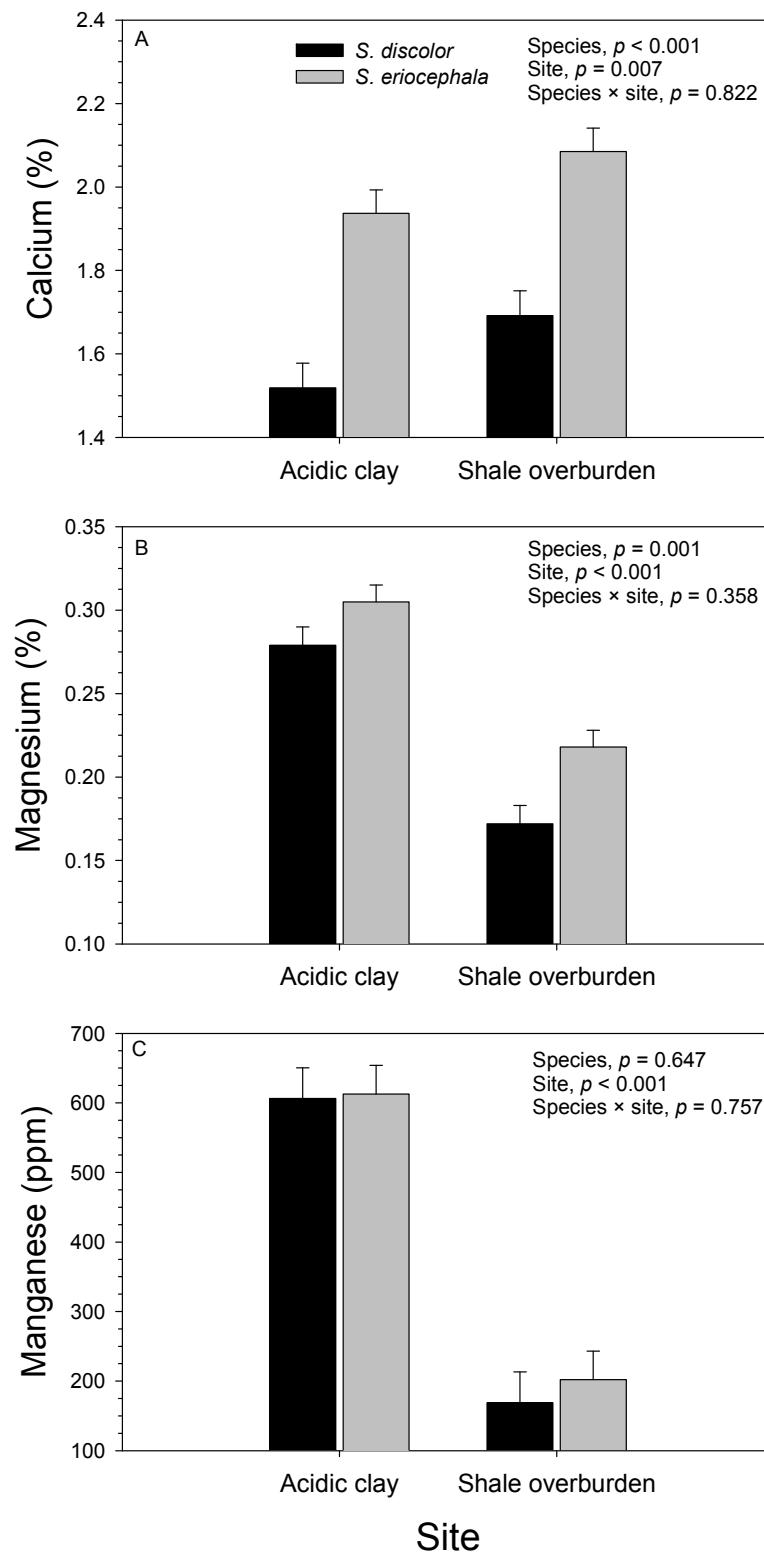 A
S. discolor
S. eriocephala
Species, p < 0.001
Site, p = 0.007
Species × site, p = 0.822
Calcium (%)
2.4
2.2
2.0
1.8
1.6
1.4
Acidic clay
Shale overburden
B
Species, p = 0.001
Site, p < 0.001
Species × site, p = 0.358
Magnesium (%)
0.35
0.30
0.25
0.20
0.15
0.10
Acidic clay
Shale overburden
C
Species, p = 0.647
Site, p < 0.001
Species × site, p = 0.757
Manganese (ppm)
700
600
500
400
300
200
100
Acidic clay
Shale overburden
Site